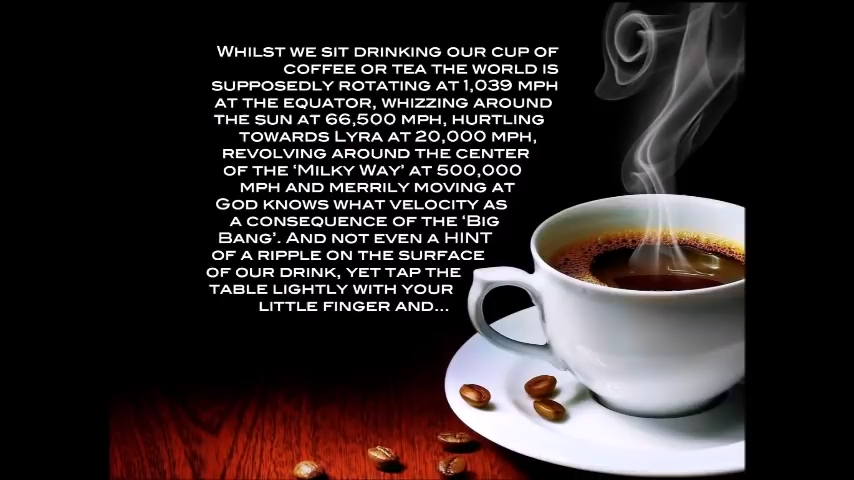 Whilst we sit drinking our cup of
coffee or tea the world is
supposedly rotating at 1,039 mph
at the equator, whizzing around
the sun at 66,500 mph, hurtling
towards Lyra at 20,000 mph,
revolving around the center
of the ‘Milky Way’ at 500,000
mph and merrily moving at
God knows what velocity as
a consequence of the ‘Big
Bang’. And not even a HINT
of a ripple on the surface
of our drink, yet tap the
table lightly with your
little finger and...